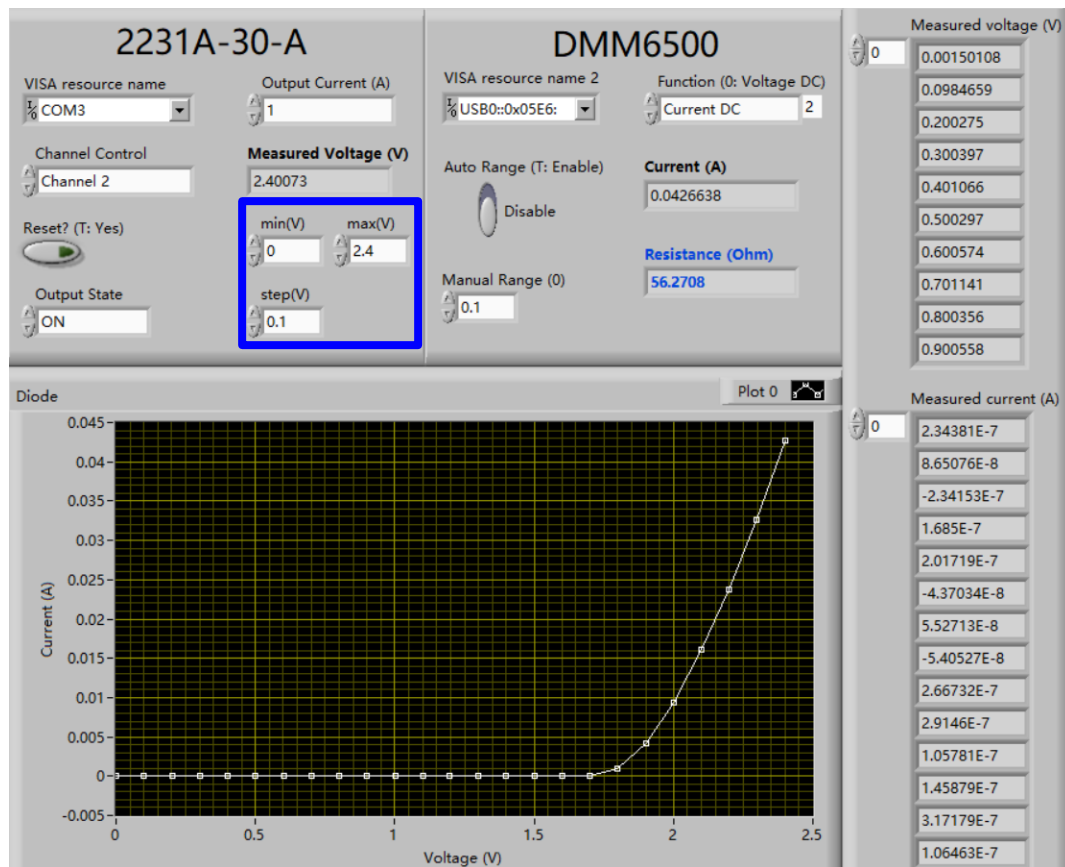 2231A-30-A
VISA resource name
COM3
Output Current (A)
1
Channel Control
Channel 2
Measured Voltage (V)
2.40073
Reset? (T: Yes)
min(V)
max(V)
0
2.4
Output State
ON
step(V)
0.1
DMM6500
VISA resource name 2
USB0::0x05E6:
Function (0: Voltage DC)
Current DC
2
Auto Range (T: Enable)
Disable
Current (A)
0.0426638
Manual Range (0)
0.1
Resistance (Ohm)
56.2708
Measured voltage (V)
0
0.00150108
0.0984659
0.200275
0.300397
0.401066
0.500297
0.600574
0.701141
0.800356
0.900558
Measured current (A)
0
2.34381E-7
8.65076E-8
-2.34153E-7
1.685E-7
2.01719E-7
-4.37034E-8
5.52713E-8
-5.40527E-8
2.66732E-7
2.9146E-7
1.05781E-7
1.45879E-7
3.17179E-7
1.06463E-7
Diode
Plot 0
0.045
0.04
0.035
0.03
0.025
0.02
0.015
0.01
0.005
0
-0.005
Current (A)
0
0.5
1
1.5
2
2.5
Voltage (V)